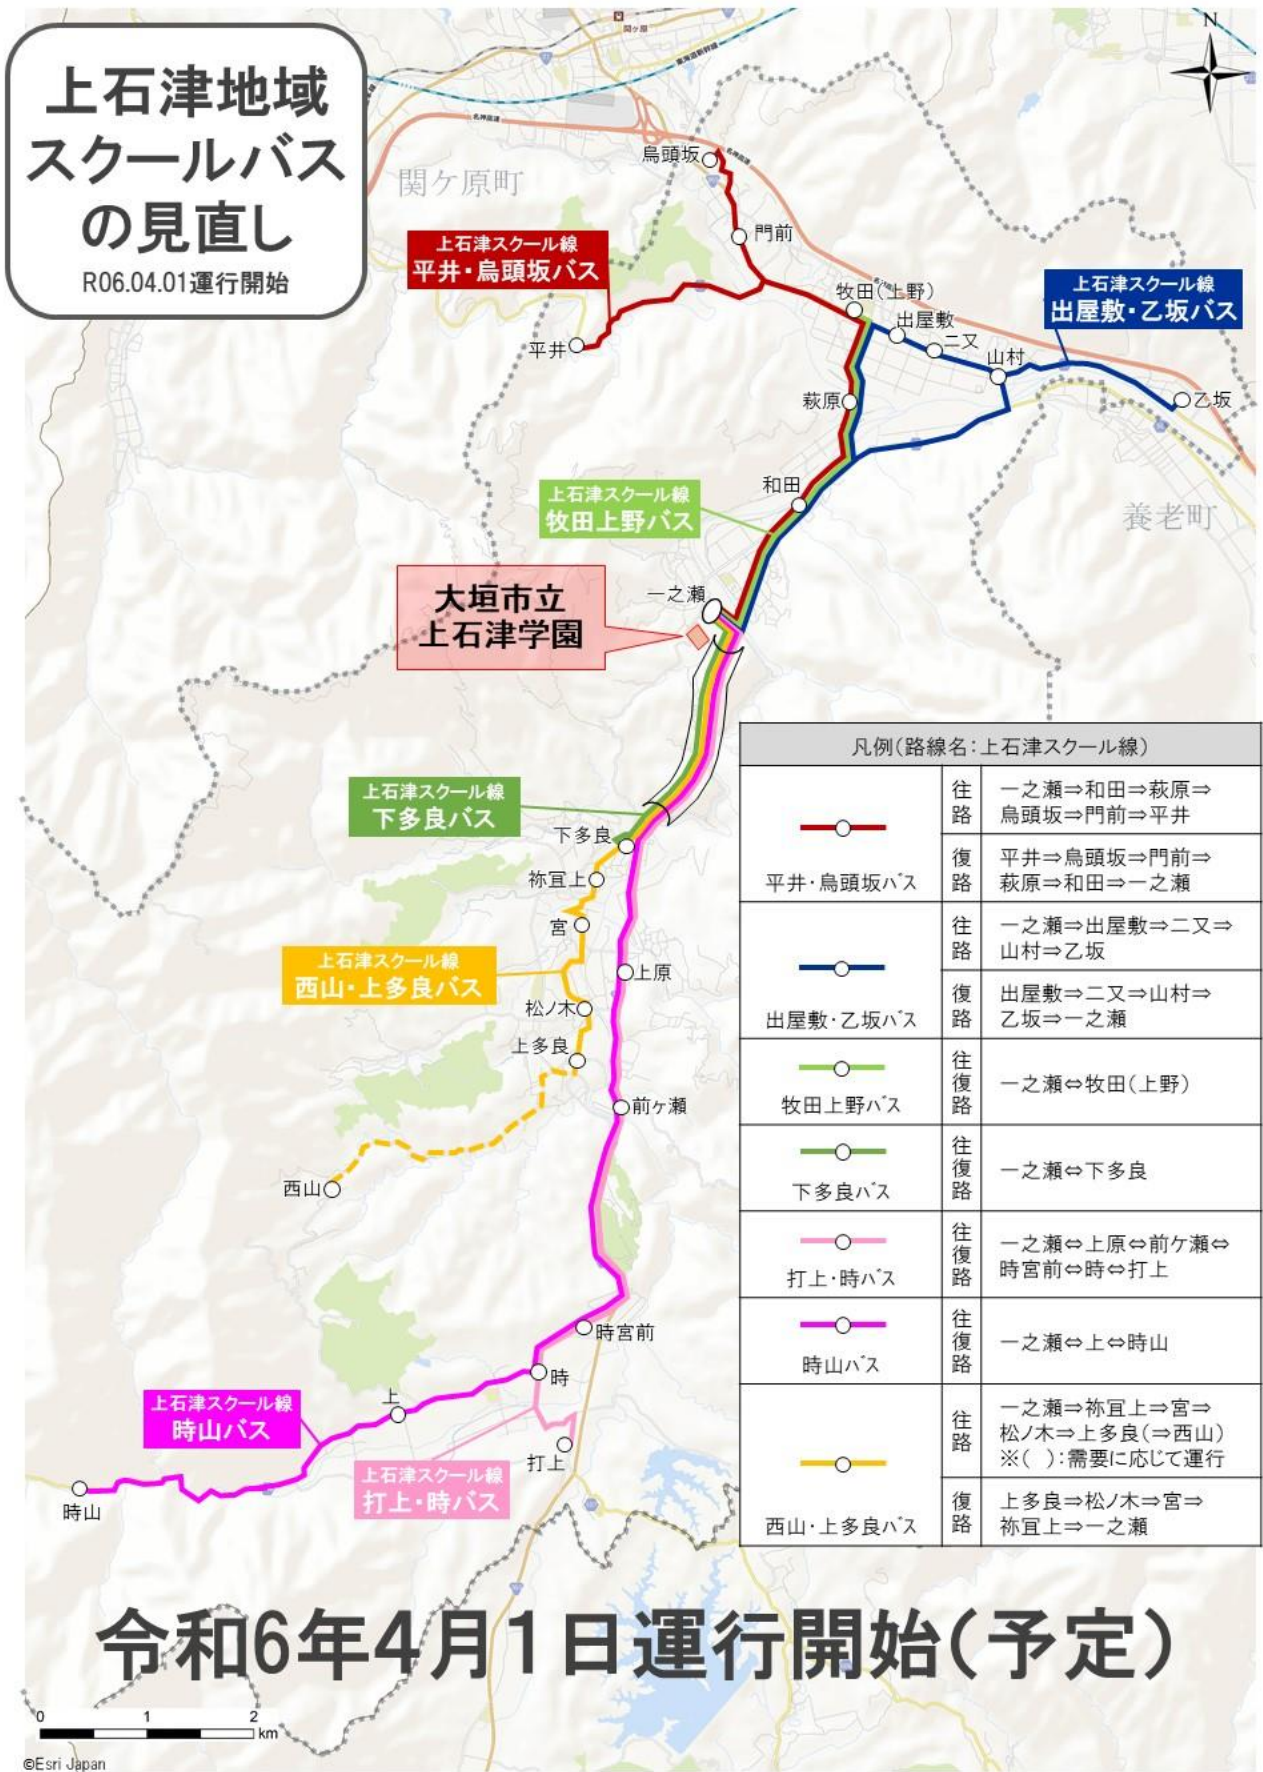 上石津地域
スクールバス
の見直し
R06.04.01運行開始
N
関ヶ原
東海道新幹線
名神高速
名神高速
関ケ原町
烏頭坂
門前
上石津スクール線
平井・烏頭坂バス
平井
牧田(上野)
出屋敷
二又
山村
乙坂
上石津スクール線
出屋敷・乙坂バス
萩原
和田
養老町
上石津スクール線
牧田上野バス
一之瀬
大垣市立
上石津学園
上石津スクール線
下多良バス
下多良
祢宜上
宮
上石津スクール線
西山・上多良バス
上原
松ノ木
上多良
前ヶ瀬
西山
時宮前
時
上
上石津スクール線
時山バス
打上
上石津スクール線
打上・時バス
時山
凡例(路線名:上石津スクール線)
平井・烏頭坂バス
往路
一之瀬⇒和田⇒萩原⇒
烏頭坂⇒門前⇒平井
復路
平井⇒烏頭坂⇒門前⇒
萩原⇒和田⇒一之瀬
出屋敷・乙坂バス
往路
一之瀬⇒出屋敷⇒二又⇒
山村⇒乙坂
復路
出屋敷⇒二又⇒山村⇒
乙坂⇒一之瀬
牧田上野バス
往復路
一之瀬⇔牧田(上野)
下多良バス
往復路
一之瀬⇔下多良
打上・時バス
往復路
一之瀬⇔上原⇔前ケ瀬⇔
時宮前⇔時⇔打上
時山バス
往復路
一之瀬⇔上⇔時山
西山・上多良バス
往路
一之瀬⇒祢宜上⇒宮⇒
松ノ木⇒上多良(⇒西山)
※( ):需要に応じて運行
復路
上多良⇒松ノ木⇒宮⇒
祢宜上⇒一之瀬
令和6年4月1日運行開始(予定)
0 1 2
km
©Esri Japan